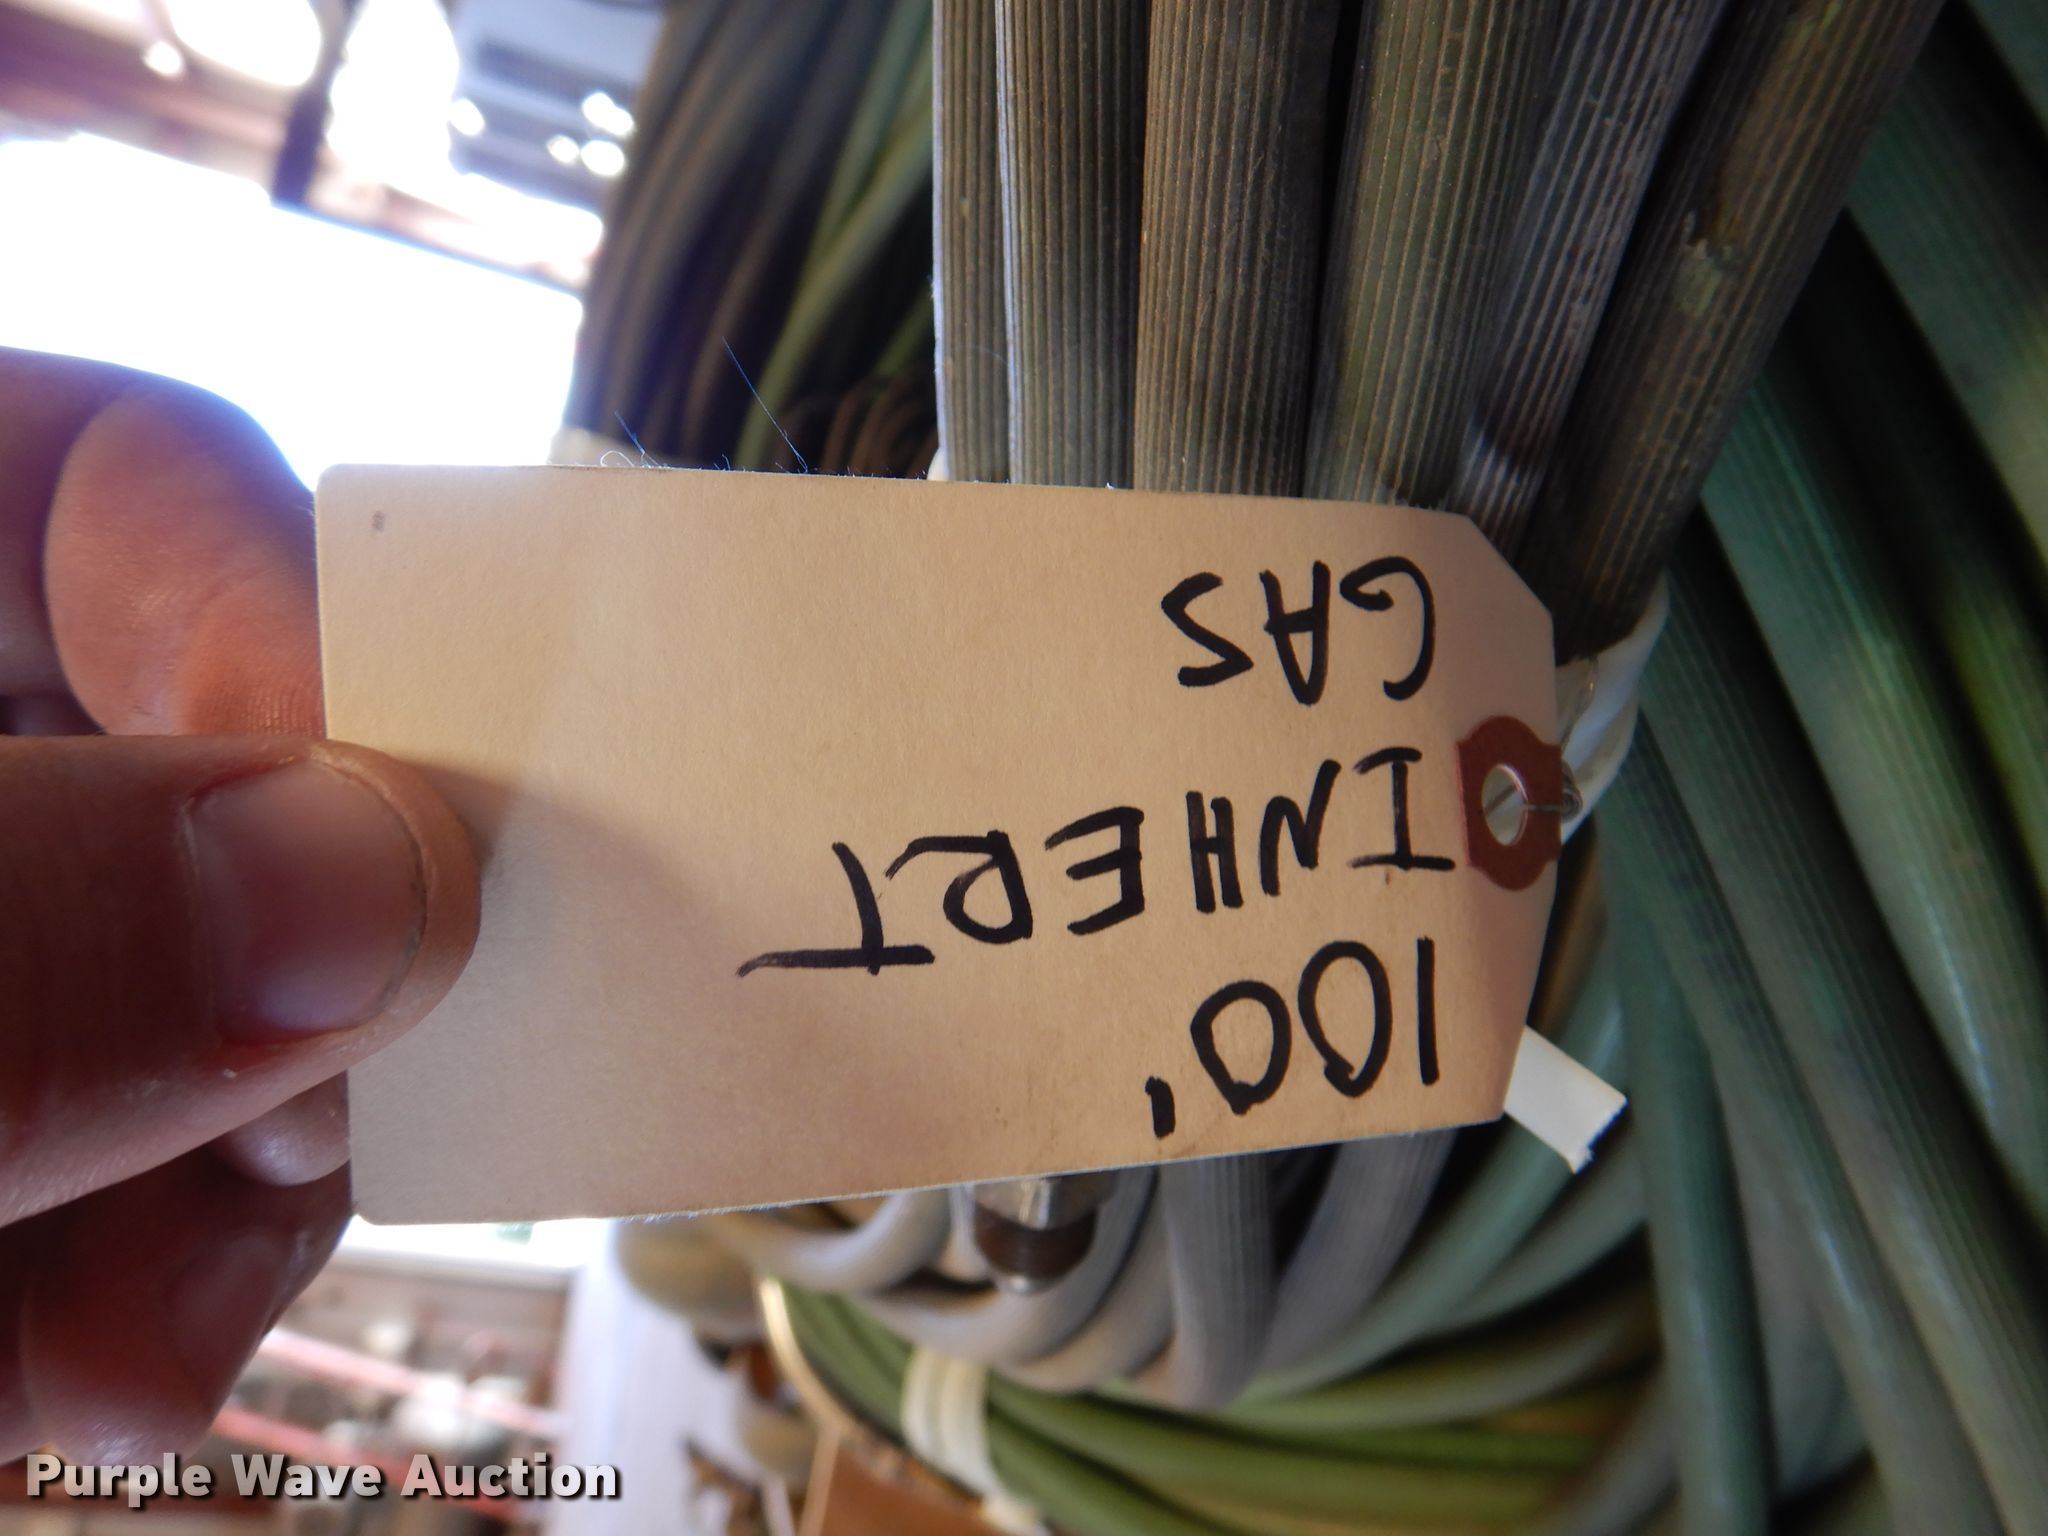 100'
INHERT
GAS
Purple Wave Auction